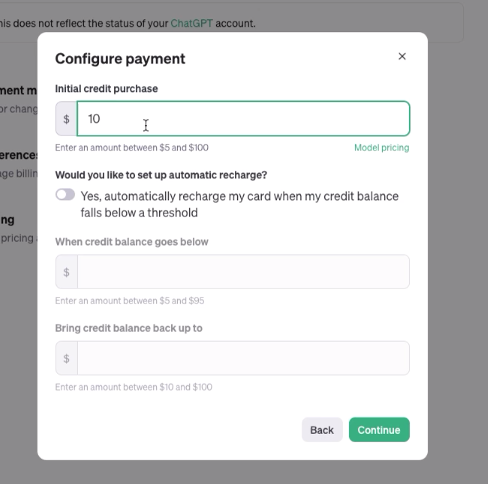 his does not reflect the status of your ChatGPT account.
Configure payment
Initial credit purchase
$ 10
Enter an amount between $5 and $100 Model pricing
Would you like to set up automatic recharge?
Yes, automatically recharge my card when my credit balance
falls below a threshold
When credit balance goes below
$
Enter an amount between $5 and $95
Bring credit balance back up to
$
Enter an amount between $10 and $100
Back Continue
ment m
or chang
erences
age billin
ng
pricing